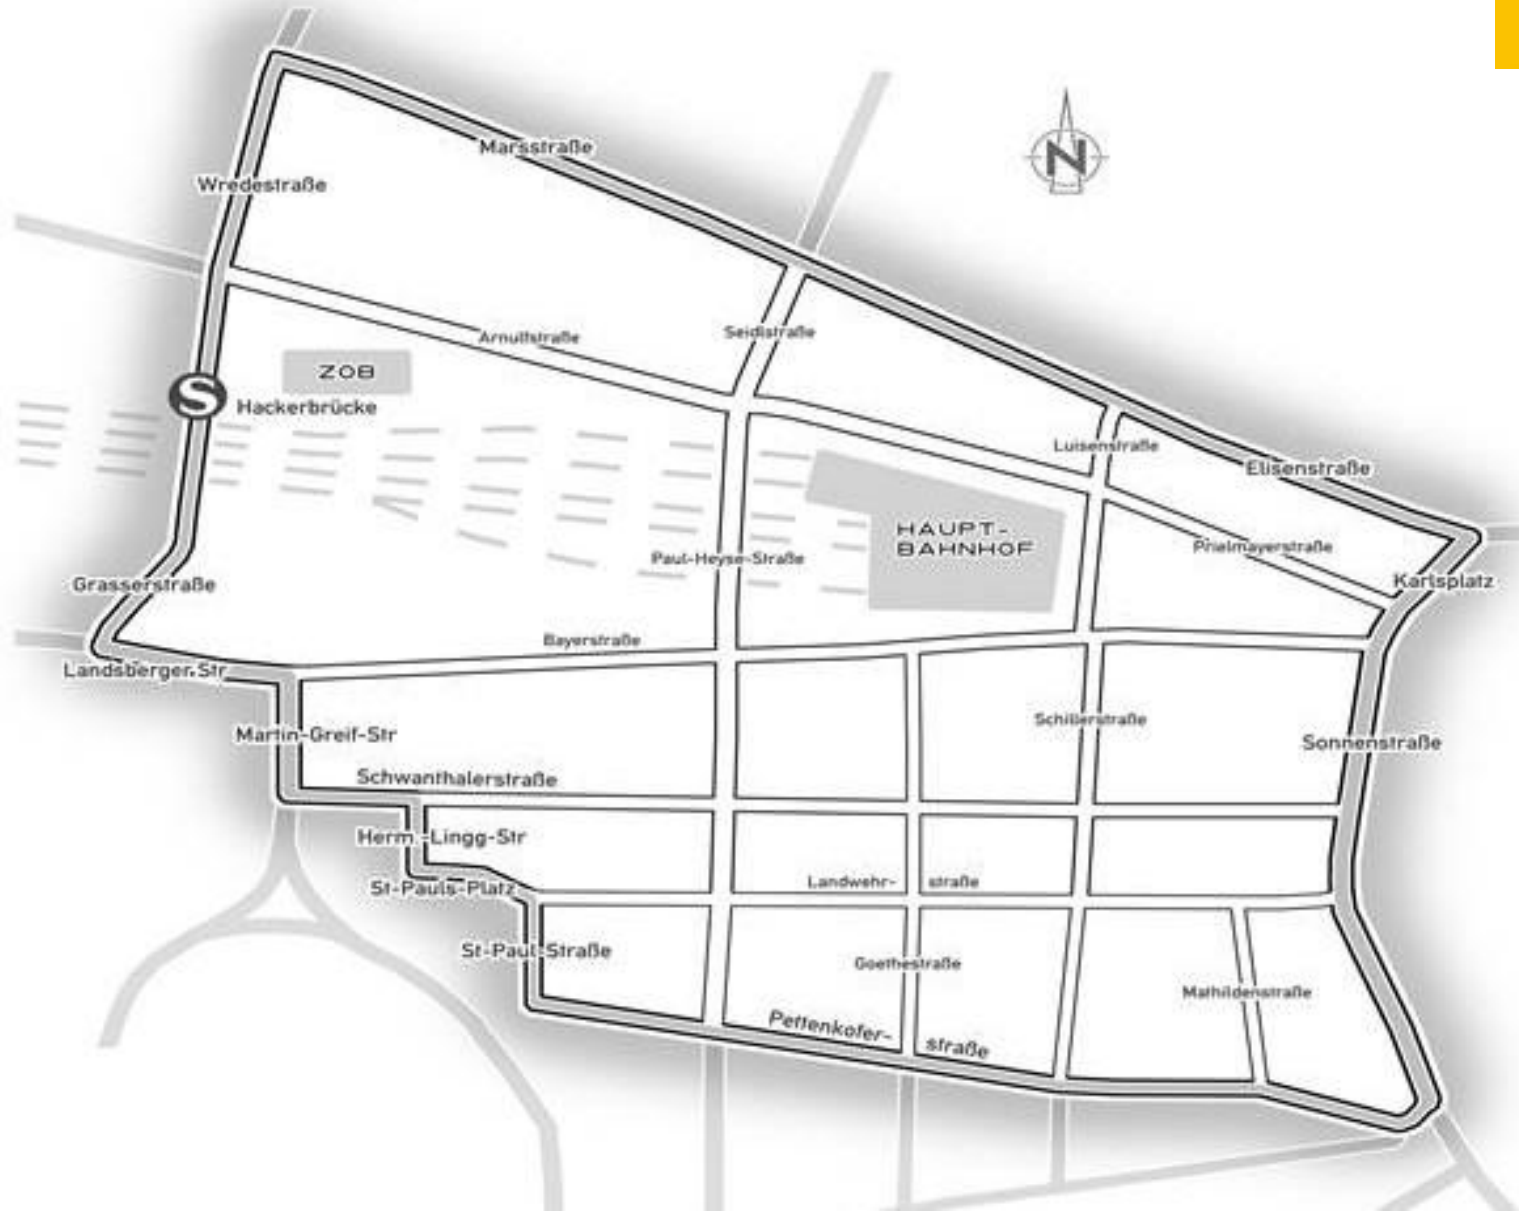 Marsstraße
N
Wredestraße
Seidlstraße
Arnulfstraße
ZOB
S
Hackerbrücke
Luisenstraße
Elisenstraße
HAUPT-
BAHNHOF
Prielmayerstraße
Paul-Heyse-Straße
Karlsplatz
Grasserstraße
Bayerstraße
Landsberger.Str
Schillerstraße
Martin-Greif-Str
Sonnenstraße
Schwanthalerstraße
Herm.-Lingg-Str
Landwehr- straße
St-Pauls-Platz
St-Paul-Straße
Goethestraße
Mathildenstraße
Pettenkofer- straße